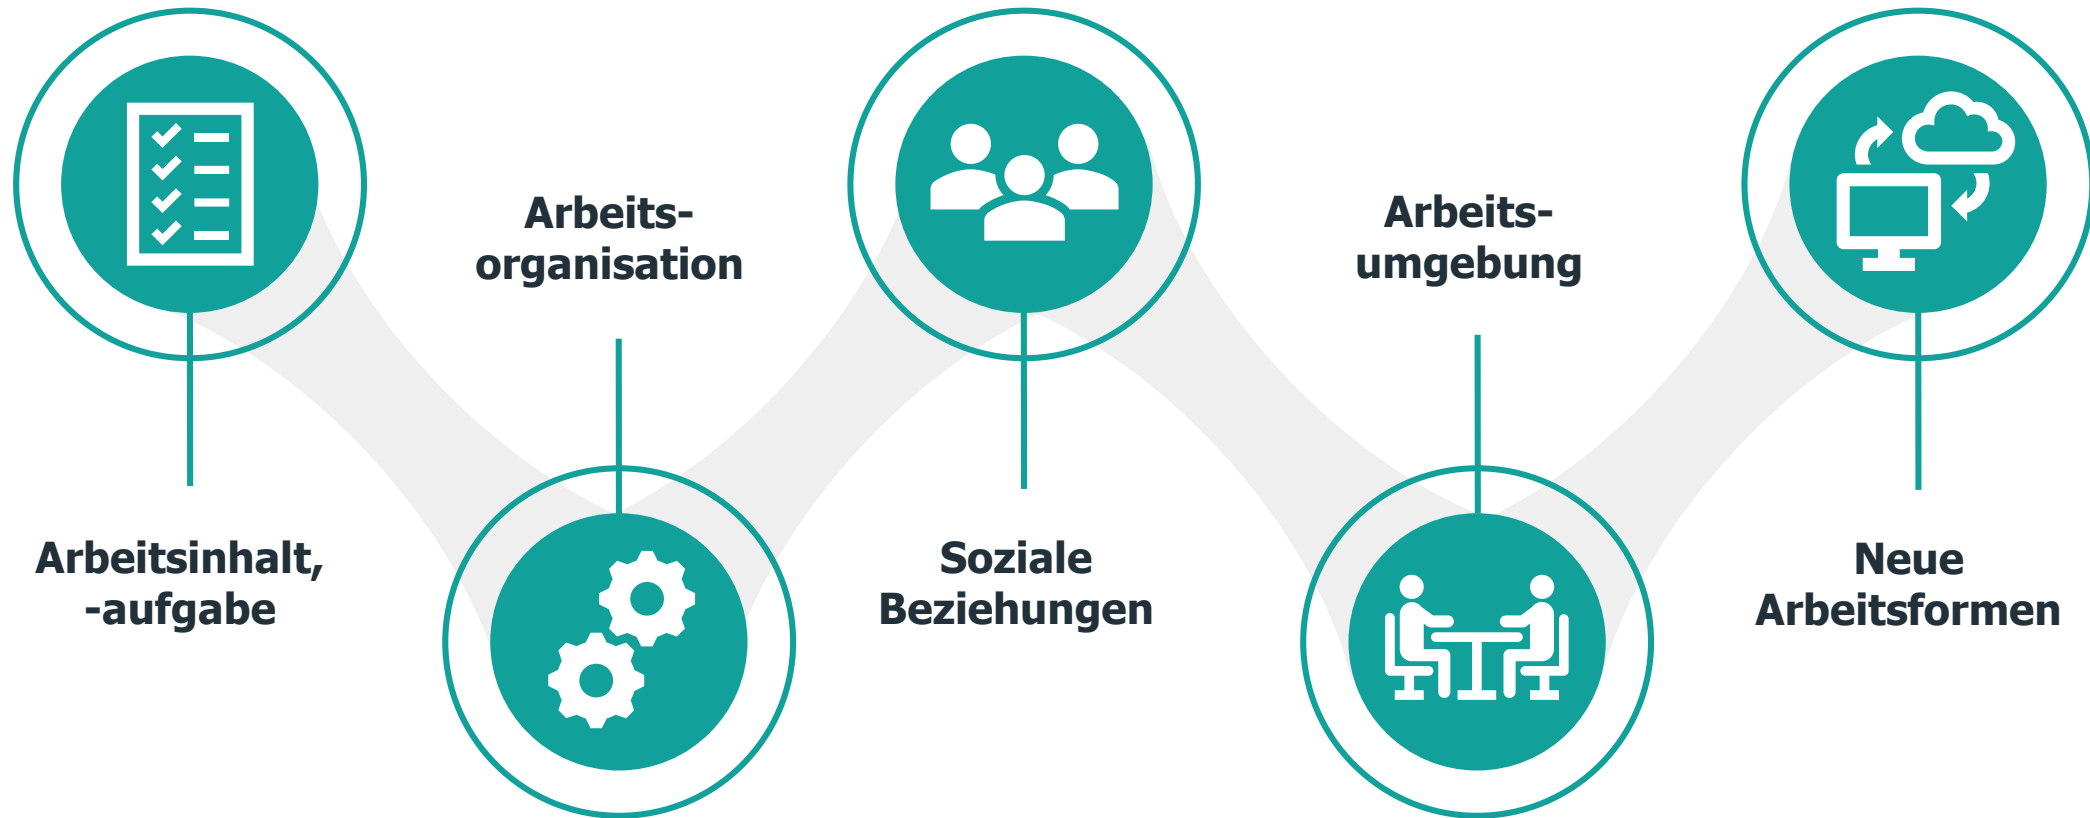 Arbeitsinhalt,
-aufgabe
Arbeits-
organisation
Soziale
Beziehungen
Arbeits-
umgebung
Neue
Arbeitsformen